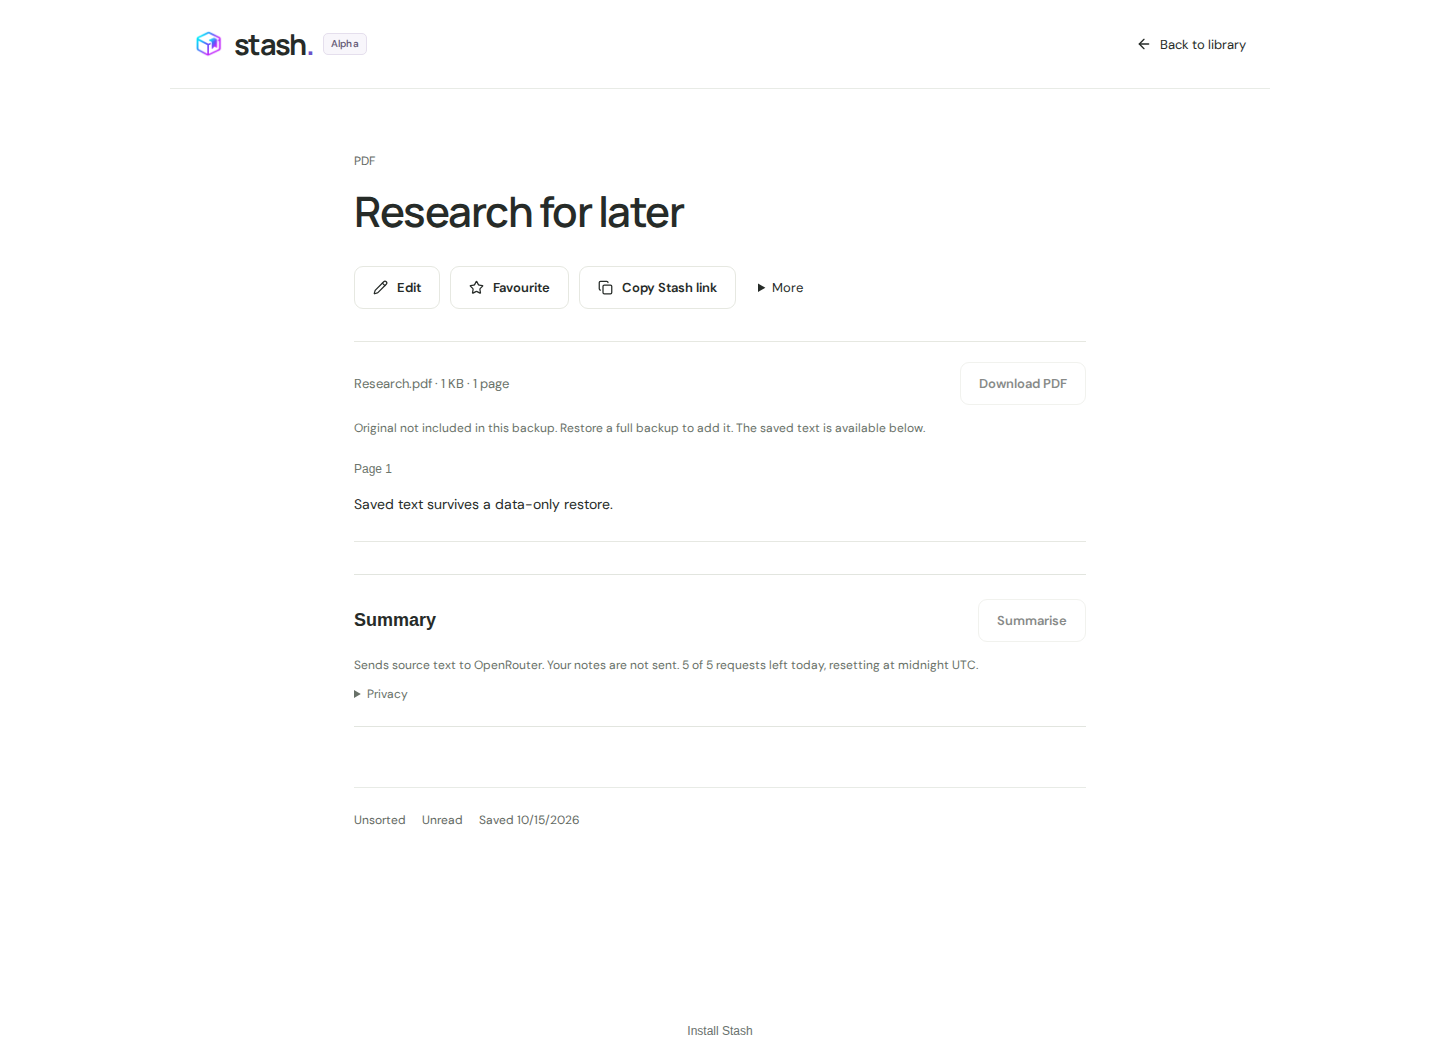 stash. Alpha
Back to library
PDF
Research for later
Edit Favourite Copy Stash link More
Research.pdf · 1 KB · 1 page Download PDF
Original not included in this backup. Restore a full backup to add it. The saved text is available below.
Page 1
Saved text survives a data-only restore.
Summary Summarise
Sends source text to OpenRouter. Your notes are not sent. 5 of 5 requests left today, resetting at midnight UTC.
Privacy
Unsorted Unread Saved 10/15/2026
Install Stash